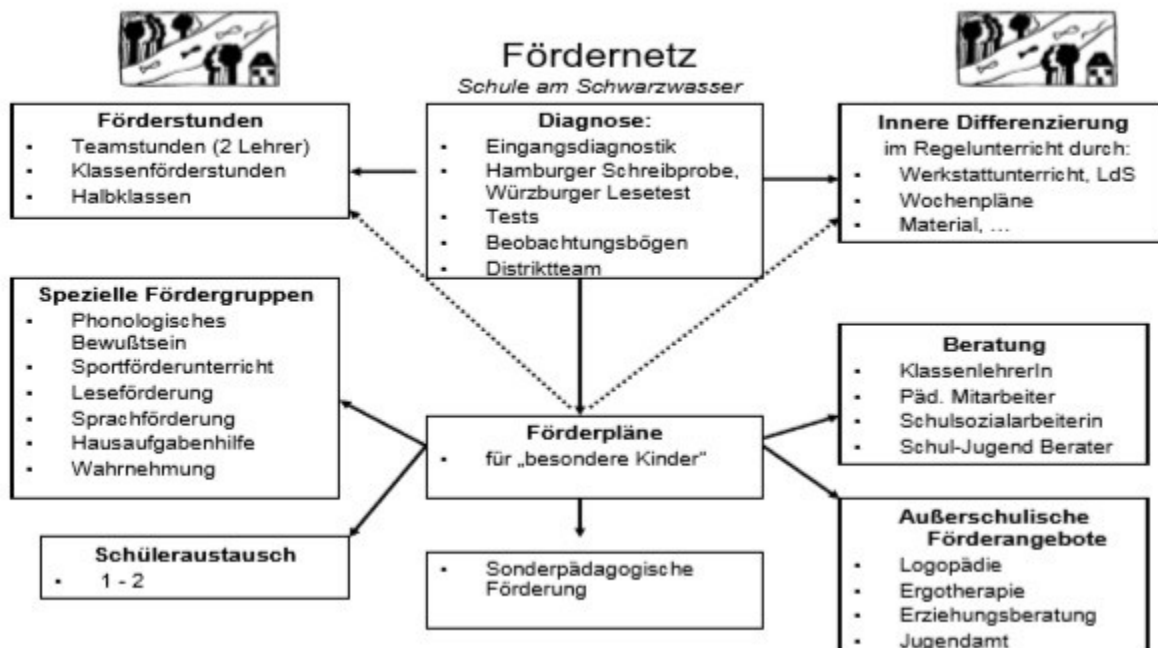 Fördernetz
Schule am Schwarzwasser
Förderstunden
▪ Teamstunden (2 Lehrer)
▪ Klassenförderstunden
▪ Halbklassen
Diagnose:
▪ Eingangsdiagnostik
▪ Hamburger Schreibprobe,
Würzburger Lesetest
▪ Tests
▪ Beobachtungsbögen
▪ Distriktteam
Innere Differenzierung
im Regelunterricht durch:
▪ Werkstattunterricht, LdS
▪ Wochenpläne
▪ Material, ...
Spezielle Fördergruppen
▪ Phonologisches
Bewußtsein
▪ Sportförderunterricht
▪ Leseförderung
▪ Sprachförderung
▪ Hausaufgabenhilfe
▪ Wahrnehmung
Förderpläne
▪ für „besondere Kinder“
Beratung
▪ KlassenlehrerIn
▪ Päd. Mitarbeiter
▪ Schulsozialarbeiterin
▪ Schul-Jugend Berater
Schüleraustausch
▪ 1 - 2
▪ Sonderpädagogische
Förderung
Außerschulische
Förderangebote
▪ Logopädie
▪ Ergotherapie
▪ Erziehungsberatung
▪ Jugendamt